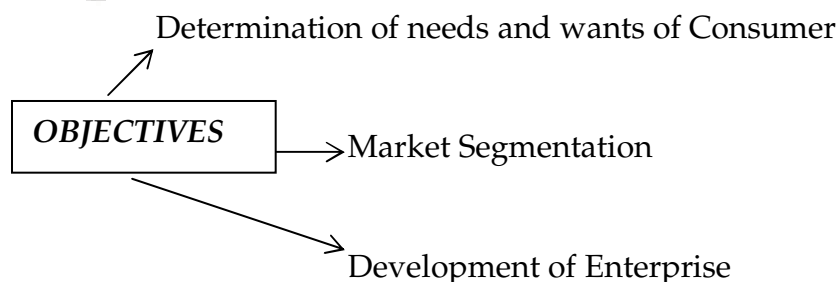 Determination of needs and wants of Consumer
OBJECTIVES
Market Segmentation
Development of Enterprise